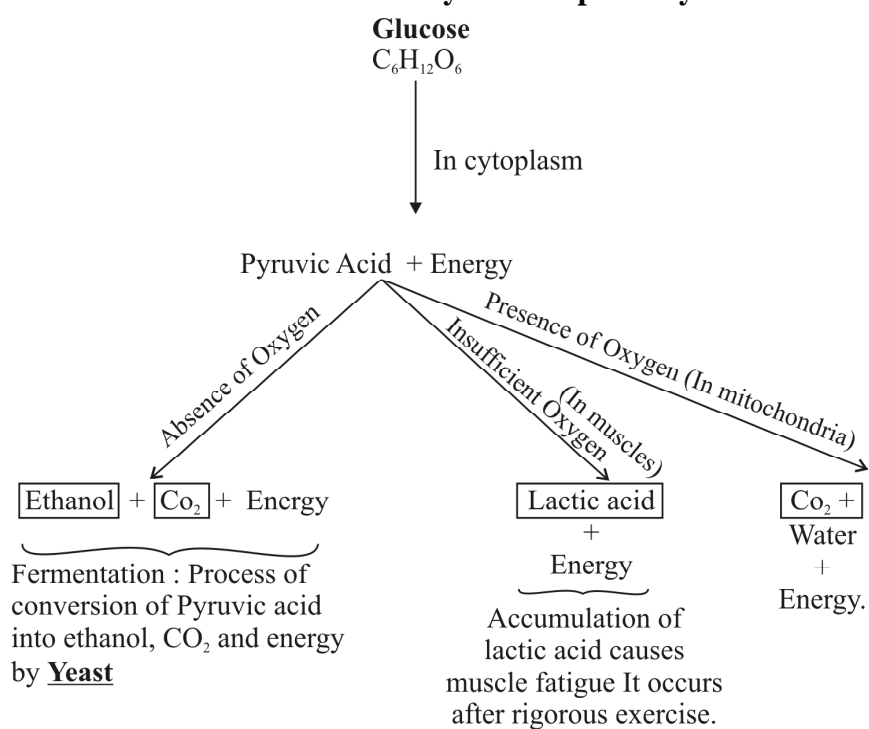 Glucose
C₆H₁₂O₆
In cytoplasm
Pyruvic Acid + Energy
Absence of Oxygen
Insufficient Oxygen
(In muscles)
Presence of Oxygen (In mitochondria)
Ethanol + Co₂ + Encrgy
Fermentation : Process of
conversion of Pyruvic acid
into ethanol, CO₂ and energy
by Yeast
Lactic acid
+
Energy
Accumulation of
lactic acid causes
muscle fatigue It occurs
after rigorous exercise.
Co₂ +
Water
+
Energy.